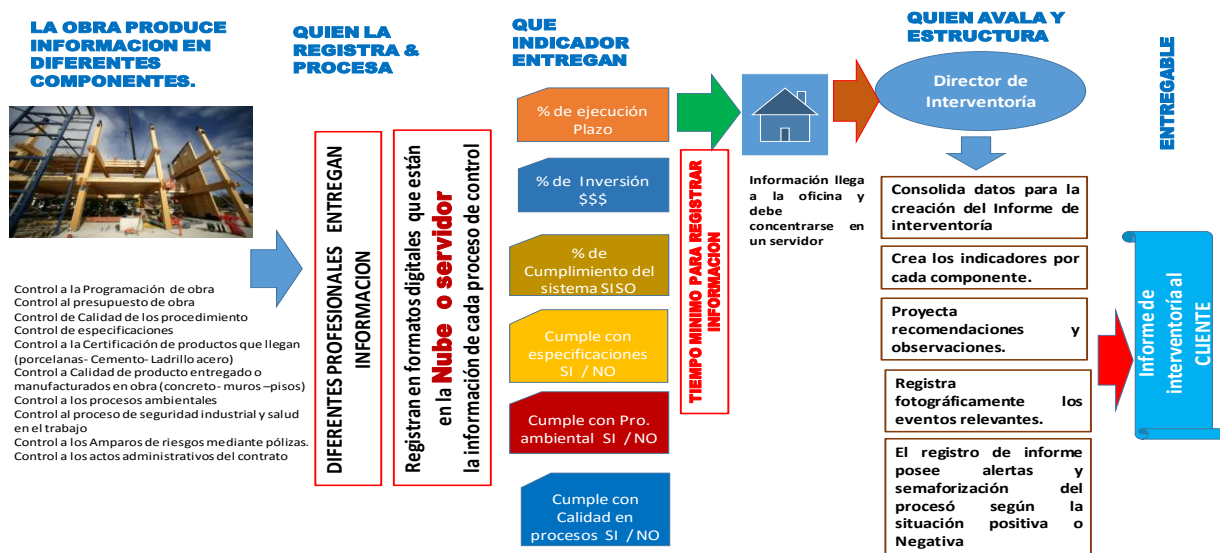 LA OBRA PRODUCE
INFORMACION EN
DIFERENTES
COMPONENTES.
Control a la Programación de obra
Control al presupuesto de obra
Control de Calidad de los procedimiento
Control de especificaciones
Control a la Certificación de productos que llegan
(porcelanas- Cemento- Ladrillo acero)
Control a Calidad de producto entregado o
manufacturados en obra (concreto- muros –pisos)
Control a los procesos ambientales
Control al proceso de seguridad industrial y salud
en el trabajo
Control a los Amparos de riesgos mediante pólizas.
Control a los actos administrativos del contrato
QUIEN LA
REGISTRA &
PROCESA
DIFERENTES PROFESIONALES ENTREGAN
INFORMACION
Registran en formatos digitales que están
en la Nube o servidor
la información de cada proceso de control
QUE
INDICADOR
ENTREGAN
% de ejecución
Plazo
% de Inversión
$$$
% de
Cumplimiento del
sistema SISO
Cumple con
especificaciones
SI / NO
Cumple con Pro.
ambiental SI / NO
Cumple con
Calidad en
procesos SI / NO
TIEMPO MINIMO PARA REGISTRAR
INFORMACION
Información llega
a la oficina y
debe
concentrarse en
un servidor
QUIEN AVALA Y
ESTRUCTURA
Director de
Interventoría
Consolida datos para la
creación del Informe de
interventoría
Crea los indicadores por
cada componente.
Proyecta
recomendaciones y
observaciones.
Registra
fotográficamente los
eventos relevantes.
El registro de informe
posee alertas y
semaforización del
procesó según la
situación positiva o
Negativa
ENTREGABLE
Informe de
interventoría al
CLIENTE